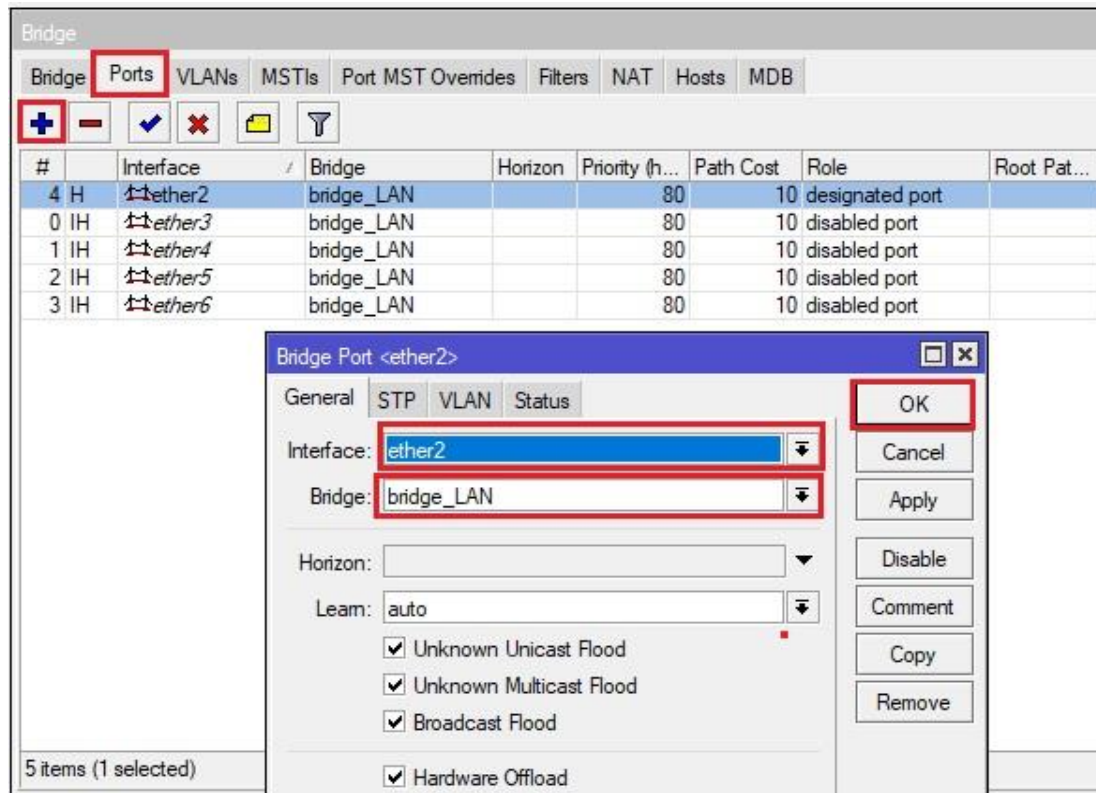 Bridge
Bridge Ports VLANs MSTIs Port MST Overrides Filters NAT Hosts MDB
# Interface / Bridge Horizon Priority (h... Path Cost Role Root Pat...
4 H ether2 bridge_LAN 80 10 designated port
0 IH ether3 bridge_LAN 80 10 disabled port
1 IH ether4 bridge_LAN 80 10 disabled port
2 IH ether5 bridge_LAN 80 10 disabled port
3 IH ether6 bridge_LAN 80 10 disabled port
Bridge Port <ether2>
General STP VLAN Status OK
Interface: ether2 Cancel
Bridge: bridge_LAN Apply
Horizon: Disable
Learn: auto Comment
Unknown Unicast Flood Copy
Unknown Multicast Flood Remove
Broadcast Flood
5 items (1 selected) Hardware Offload